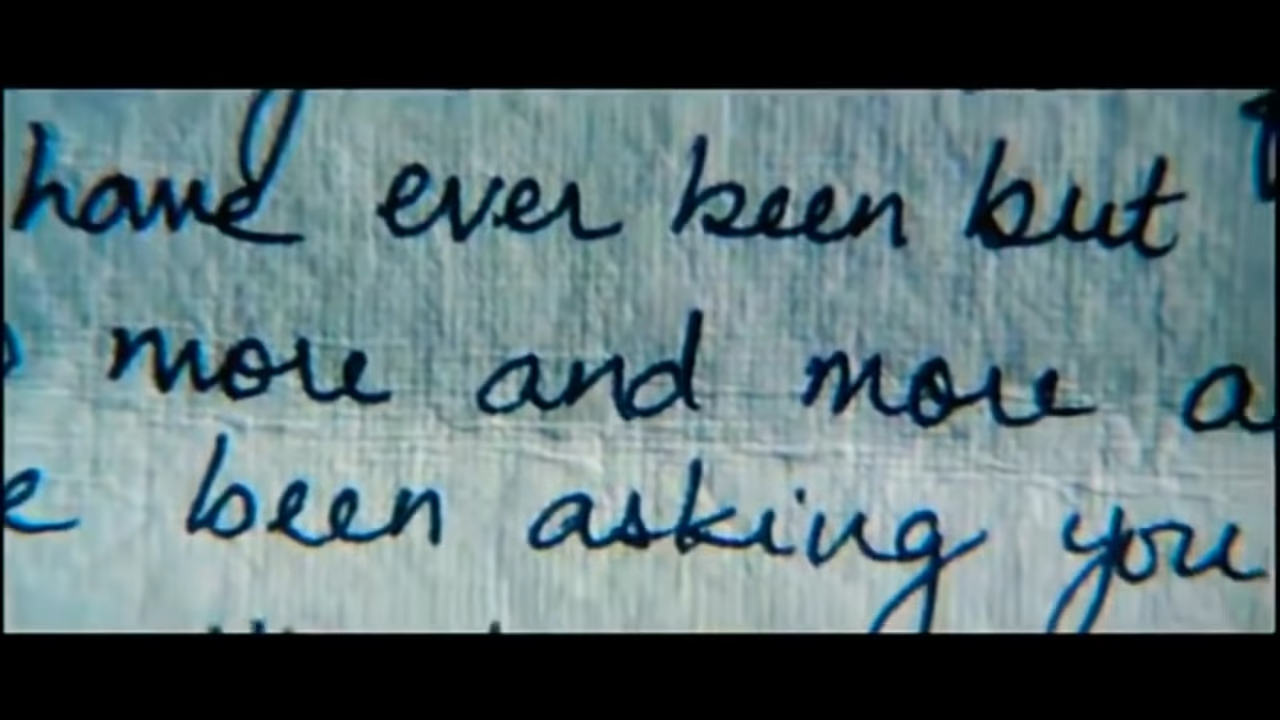 have ever been but
more and more
been asking you